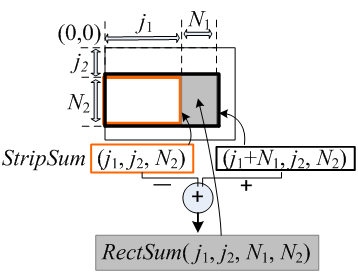 (0,0) j₁ N₁
j₂
N₂
StripSum (j₁, j₂, N₂) (j₁+N₁, j₂, N₂)
− + +
RectSum( j₁, j₂, N₁, N₂)